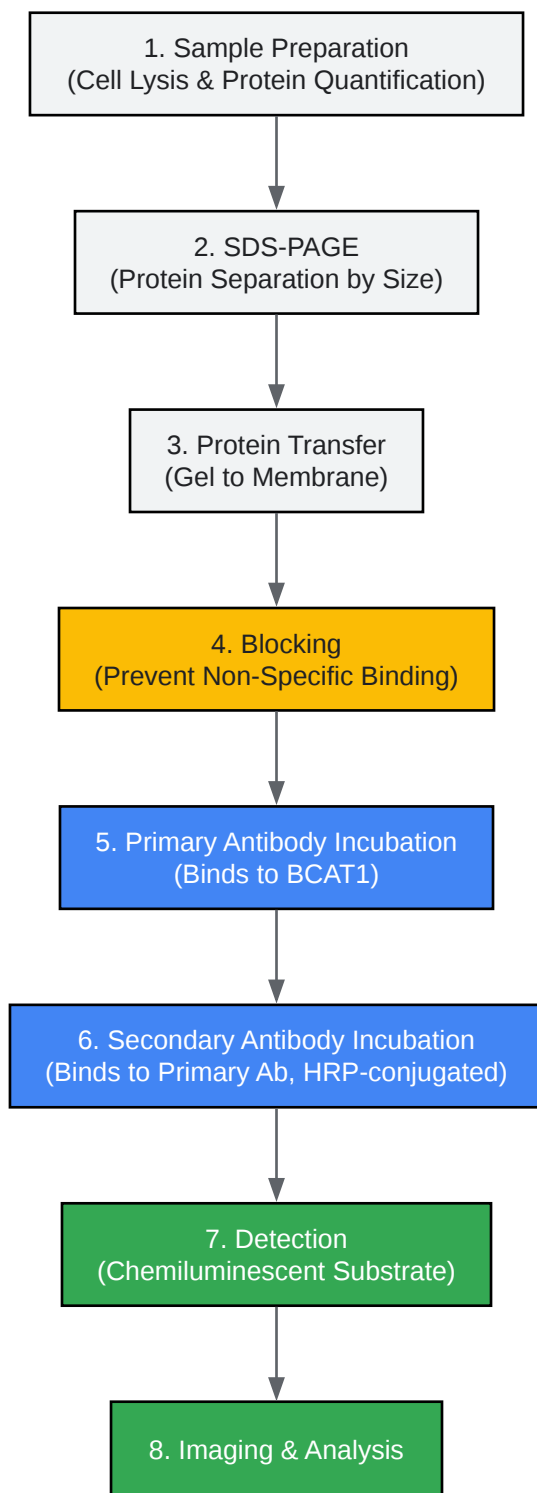 1. Sample Preparation
(Cell Lysis & Protein Quantification)
2. SDS-PAGE
(Protein Separation by Size)
3. Protein Transfer
(Gel to Membrane)
4. Blocking
(Prevent Non-Specific Binding)
5. Primary Antibody Incubation
(Binds to BCAT1)
6. Secondary Antibody Incubation
(Binds to Primary Ab, HRP-conjugated)
7. Detection
(Chemiluminescent Substrate)
8. Imaging & Analysis